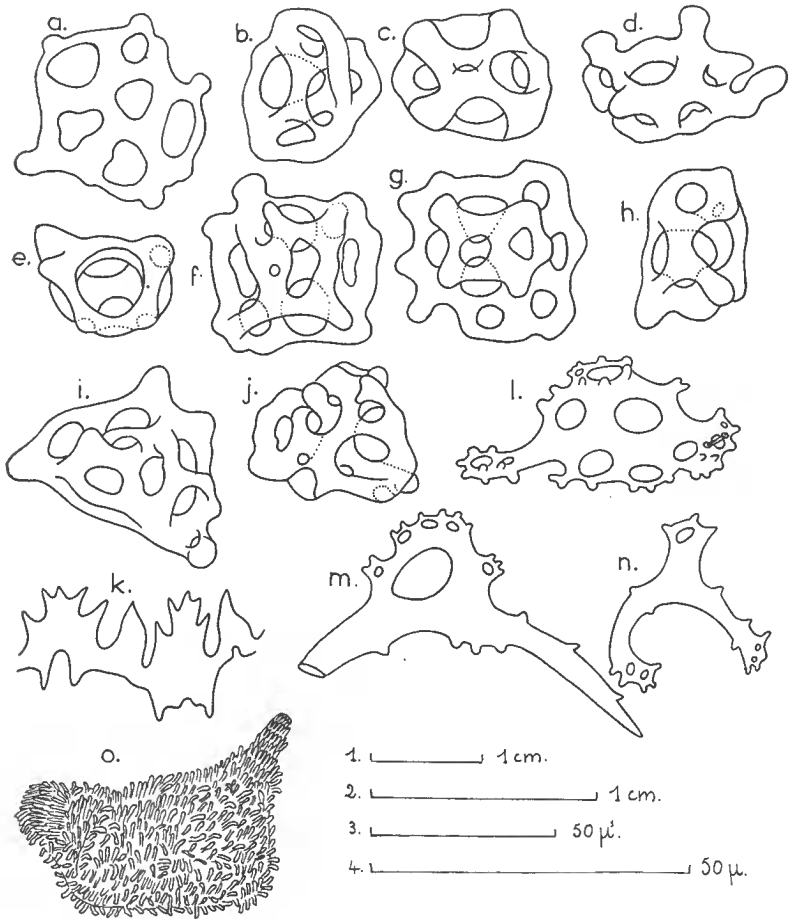 a.
b.
c.
d.
e.
f.
g.
h.
i.
j.
k.
l.
m.
n.
o.
1. 1 cm.
2. 1 cm.
3. 50 µ.
4. 50 µ.